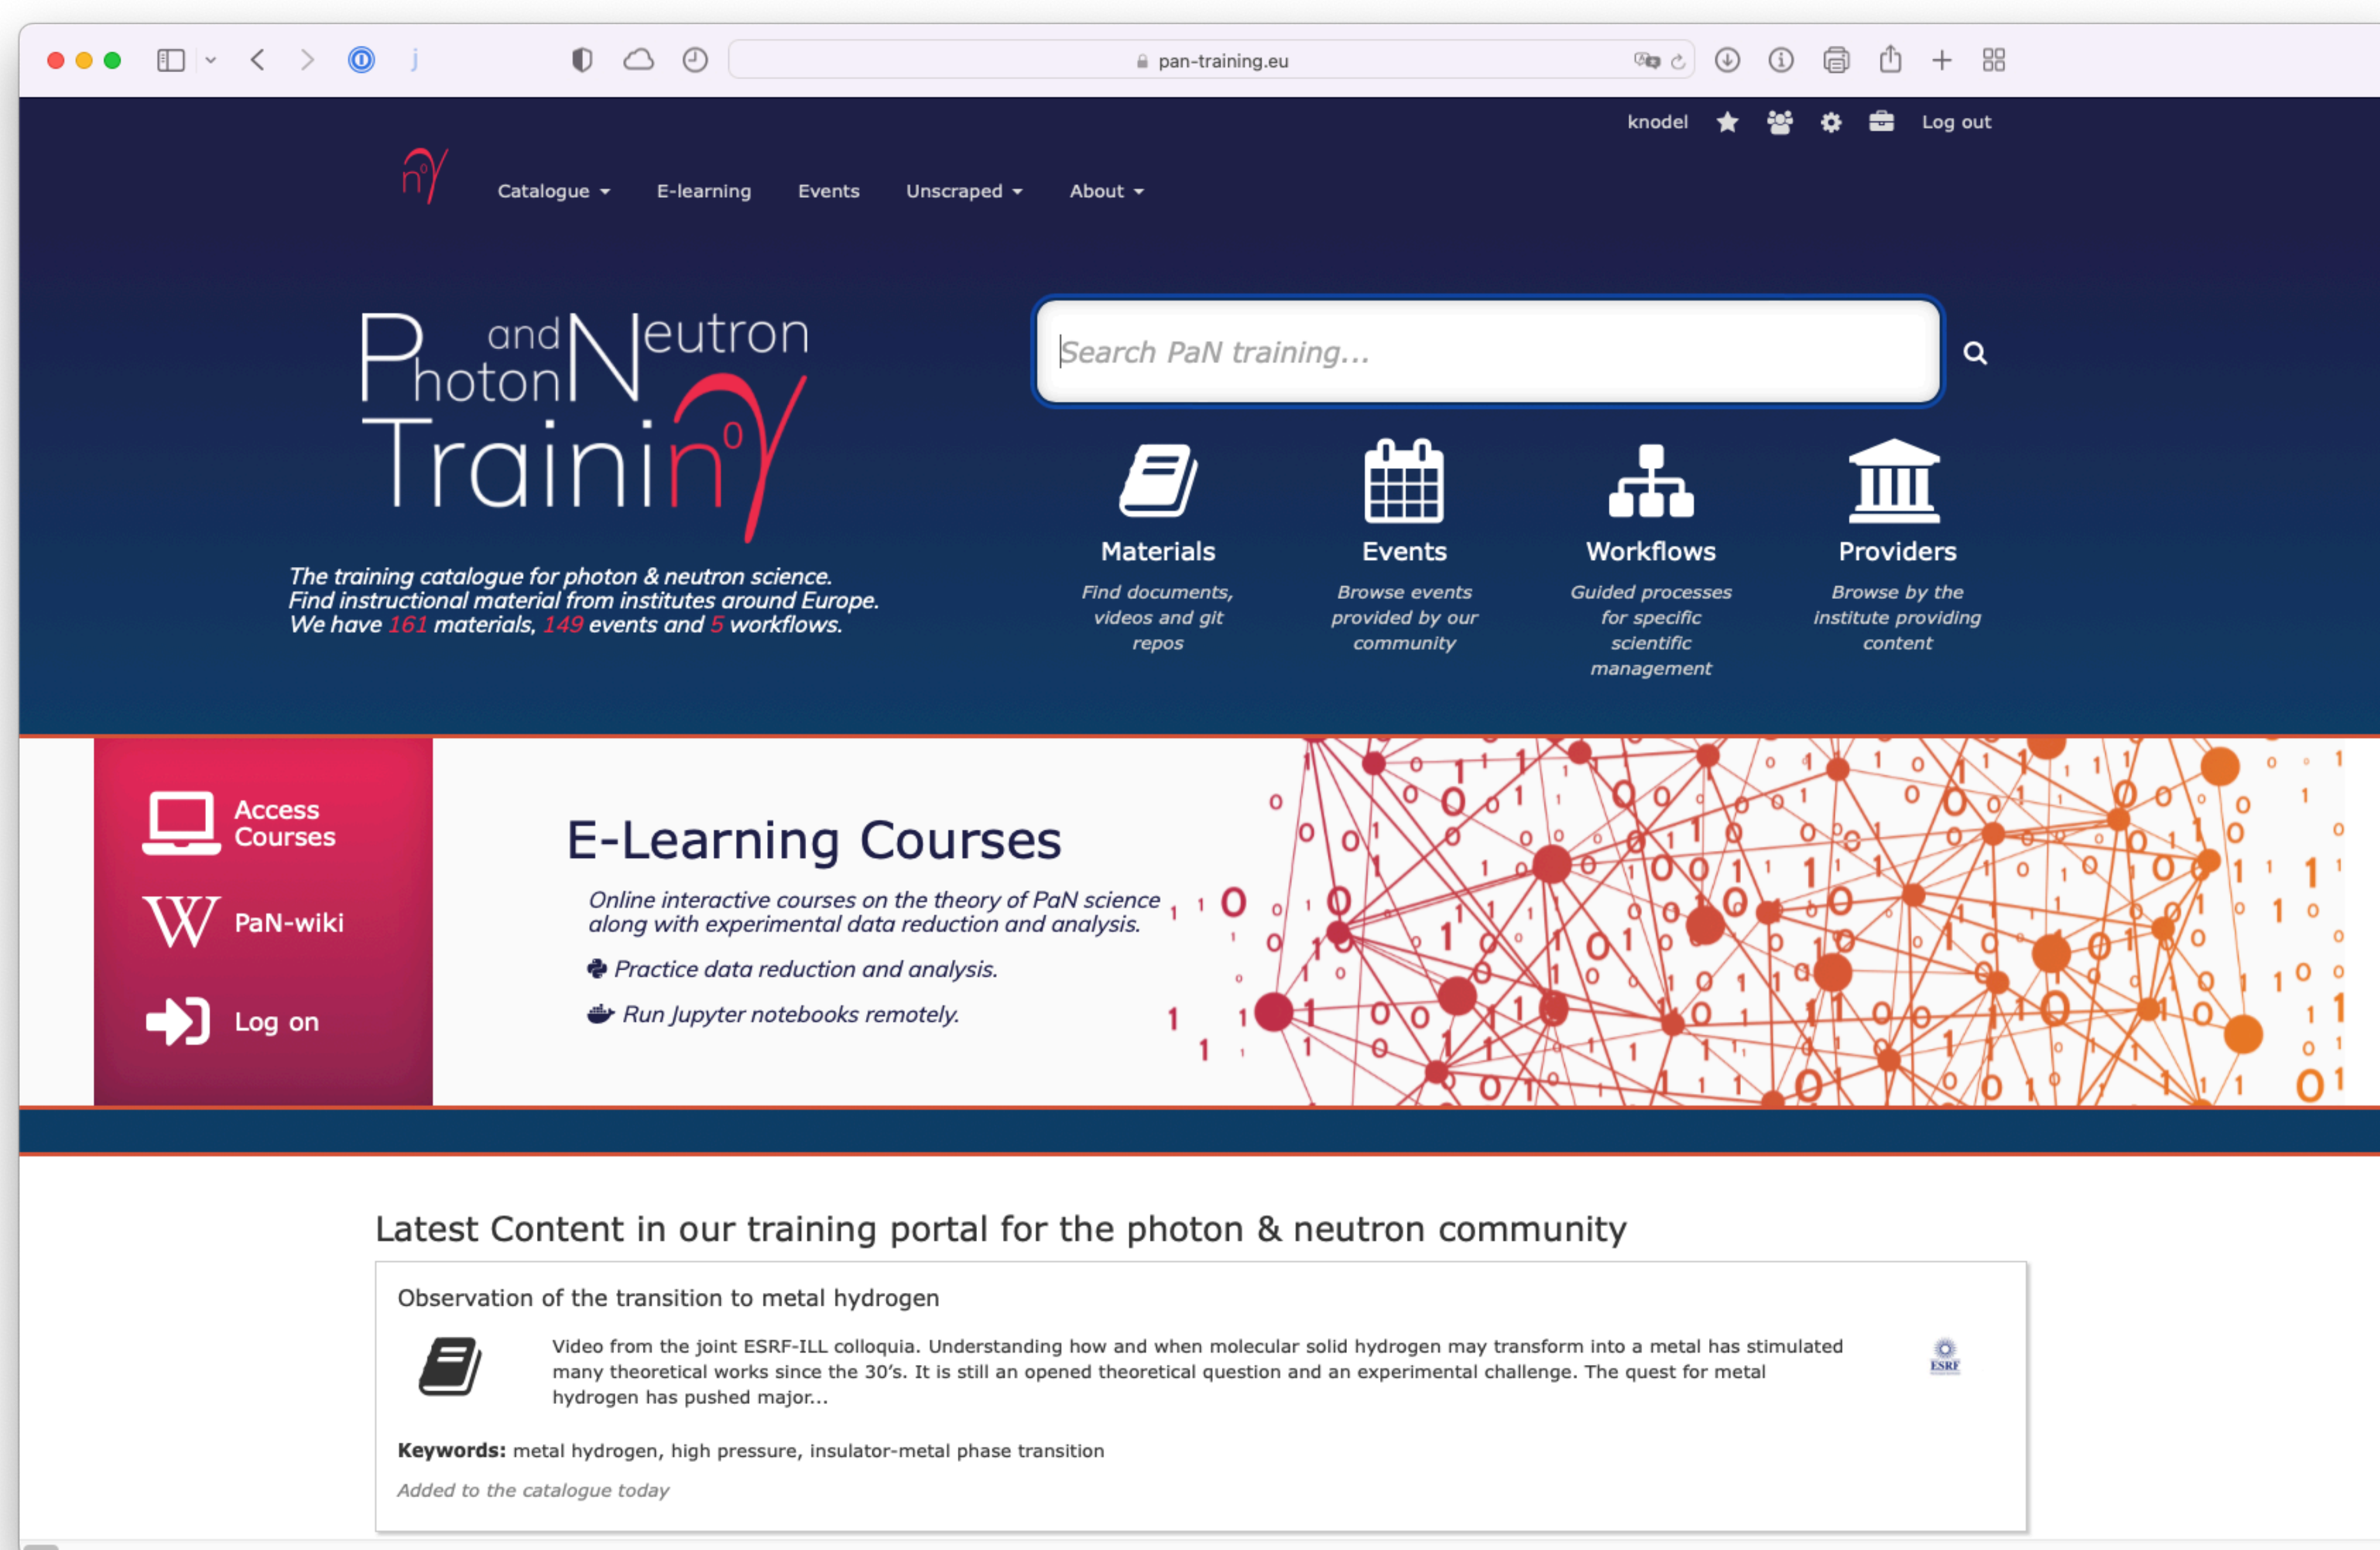 pan-training.eu
knodel Log out
Catalogue E-learning Events Unscraped About
Photon and Neutron
Training
Search PaN training...
Materials
Find documents,
videos and git
repos
Events
Browse events
provided by our
community
Workflows
Guided processes
for specific
scientific
management
Providers
Browse by the
institute providing
content
The training catalogue for photon & neutron science.
Find instructional material from institutes around Europe.
We have 161 materials, 149 events and 5 workflows.
Access
Courses
PaN-wiki
Log on
E-Learning Courses
Online interactive courses on the theory of PaN science
along with experimental data reduction and analysis.
Practice data reduction and analysis.
Run Jupyter notebooks remotely.
Latest Content in our training portal for the photon & neutron community
Observation of the transition to metal hydrogen
Video from the joint ESRF-ILL colloquia. Understanding how and when molecular solid hydrogen may transform into a metal has stimulated
many theoretical works since the 30's. It is still an opened theoretical question and an experimental challenge. The quest for metal
hydrogen has pushed major...
ESRF
Keywords: metal hydrogen, high pressure, insulator-metal phase transition
Added to the catalogue today